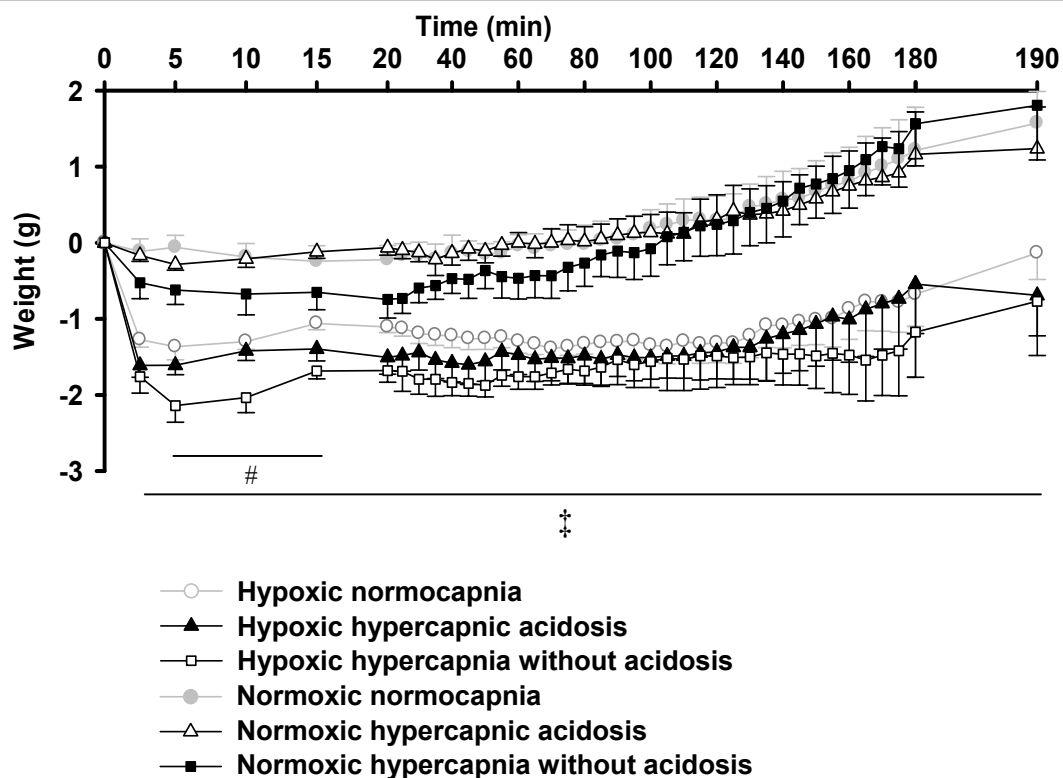 Time (min)
0 5 10 15 20 40 60 80 100 120 140 160 180 190
2
1
0
-1
-2
-3
Weight (g)
#
‡
Hypoxic normocapnia
Hypoxic hypercapnic acidosis
Hypoxic hypercapnia without acidosis
Normoxic normocapnia
Normoxic hypercapnic acidosis
Normoxic hypercapnia without acidosis